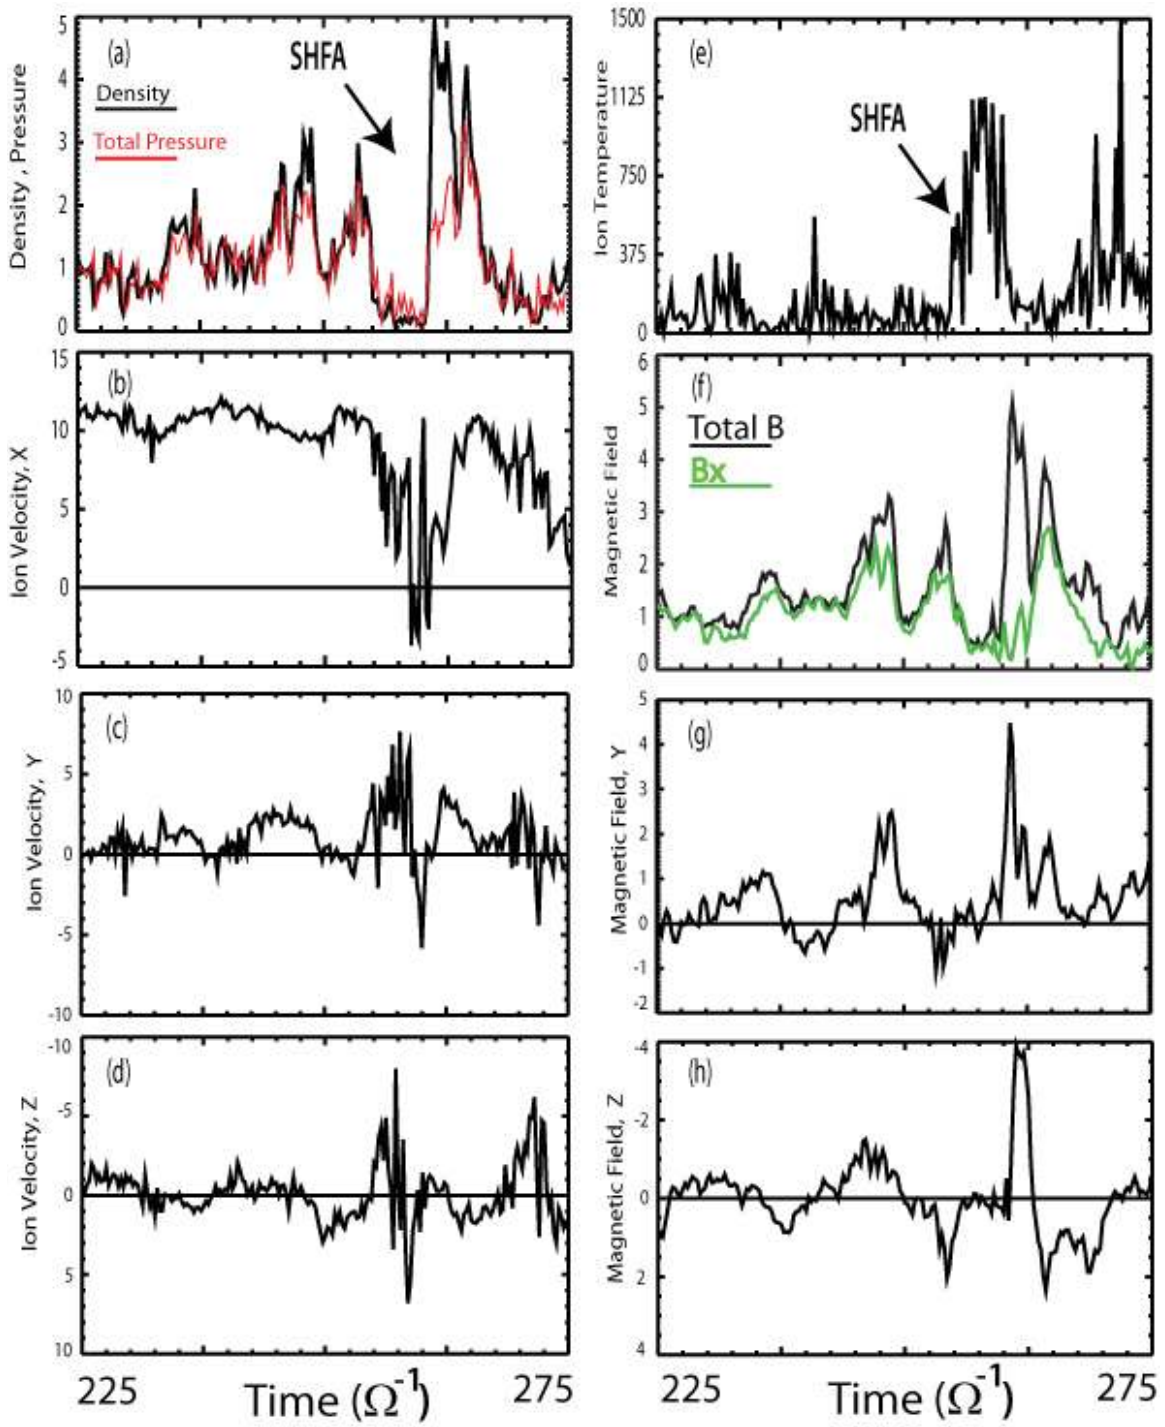 (a)
SHFA
Density
Total Pressure
Density , Pressure
5
4
3
2
1
0
(b)
Ion Velocity, X
15
10
5
0
-5
(c)
Ion Velocity, Y
10
5
0
-5
-10
(d)
Ion Velocity, Z
-10
-5
0
5
10
225
Time (Ω⁻¹)
275
(e)
SHFA
Ion Temperature
1500
1125
750
375
0
(f)
Total B
Bx
Magnetic Field
6
5
4
3
2
1
0
(g)
Magnetic Field, Y
5
4
3
2
1
0
-1
-2
(h)
Magnetic Field, Z
-4
-2
0
2
4
225
Time (Ω⁻¹)
275